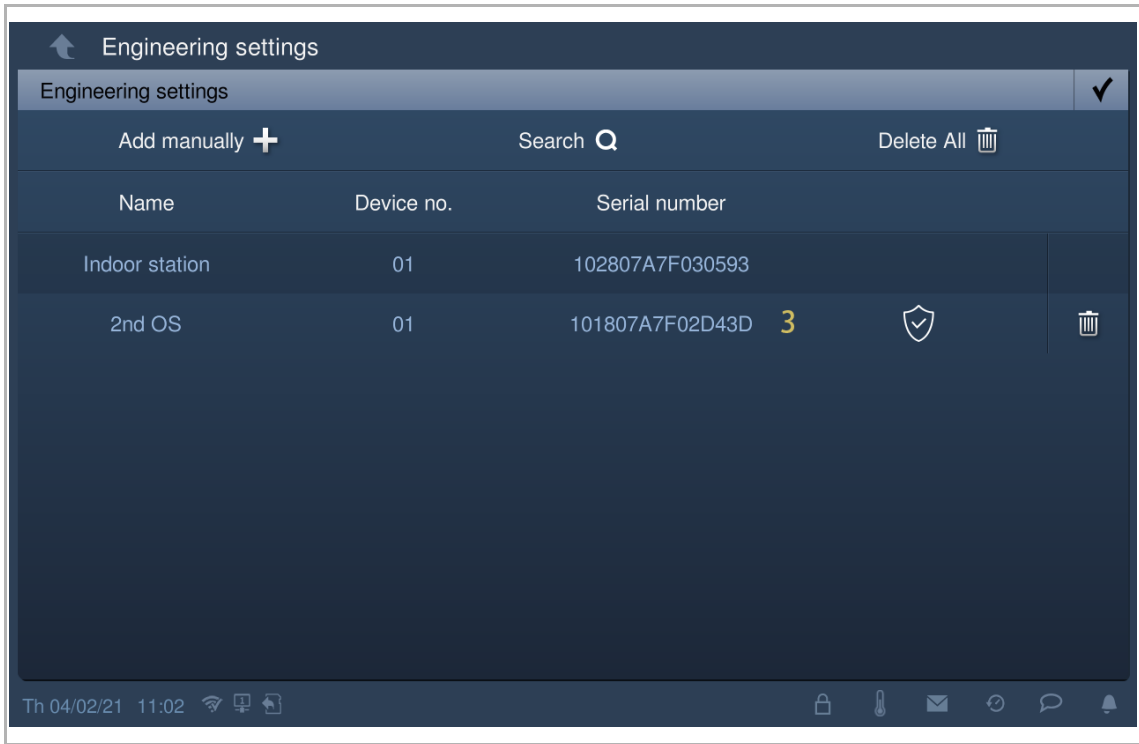 Engineering settings
Engineering settings
Add manually Search Delete All
Name Device no. Serial number
Indoor station 01 102807A7F030593
2nd OS 01 101807A7F02D43D 3
Th 04/02/21 11:02 1